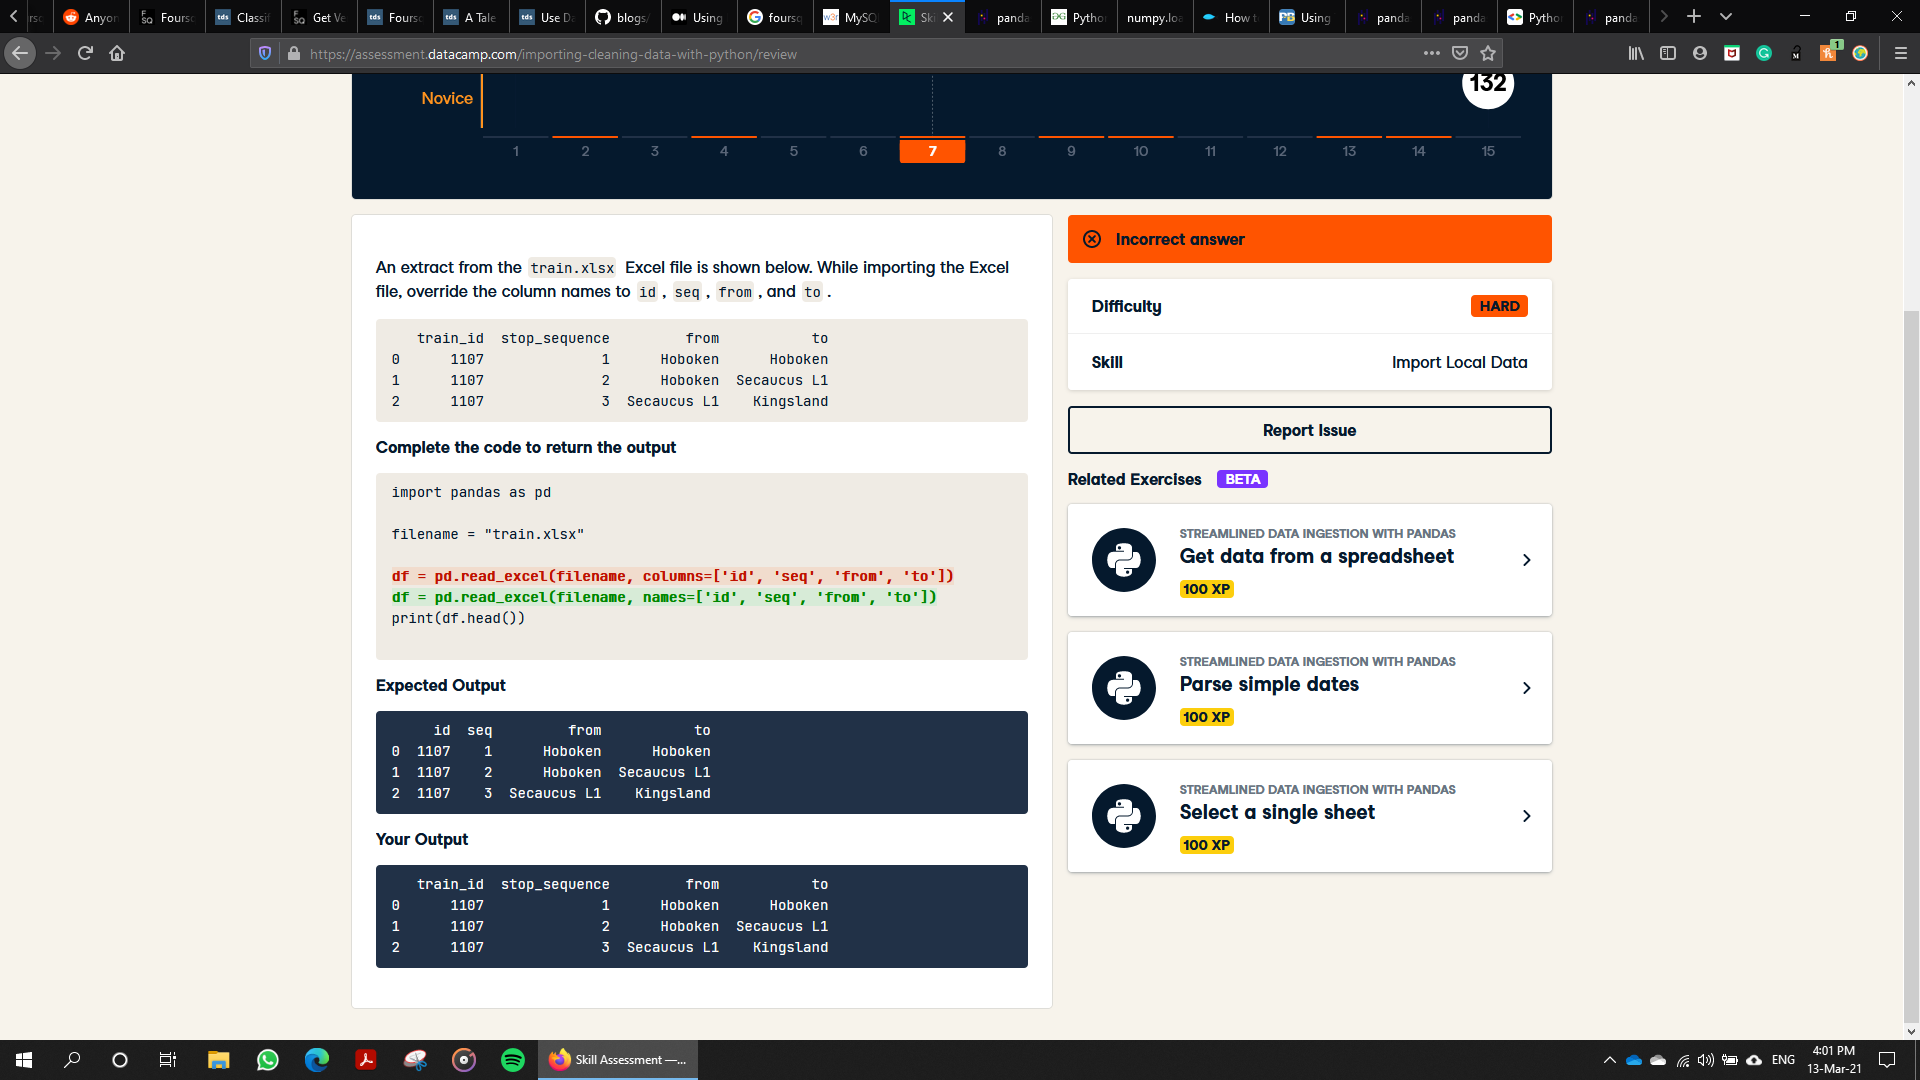 Anyon
Fours
Classif
Get Ve
Fours
A Tale
Use Da
blogs/
Using
foursq
MySQ
Ski
panda
Pytho
numpy.loa
How t
Using
panda
panda
Pytho
panda
https://assessment.datacamp.com/importing-cleaning-data-with-python/review
1
Novice
132
1 2 3 4 5 6 7 8 9 10 11 12 13 14 15
An extract from the train.xlsx Excel file is shown below. While importing the Excel
file, override the column names to id, seq, from, and to.
train_id stop_sequence from to
0 1107 1 Hoboken Hoboken
1 1107 2 Hoboken Secaucus L1
2 1107 3 Secaucus L1 Kingsland
Complete the code to return the output
import pandas as pd
filename = "train.xlsx"
df = pd.read_excel(filename, columns=['id', 'seq', 'from', 'to'])
df = pd.read_excel(filename, names=['id', 'seq', 'from', 'to'])
print(df.head())
Expected Output
id seq from to
0 1107 1 Hoboken Hoboken
1 1107 2 Hoboken Secaucus L1
2 1107 3 Secaucus L1 Kingsland
Your Output
train_id stop_sequence from to
0 1107 1 Hoboken Hoboken
1 1107 2 Hoboken Secaucus L1
2 1107 3 Secaucus L1 Kingsland
Incorrect answer
Difficulty HARD
Skill Import Local Data
Report Issue
Related Exercises BETA
STREAMLINED DATA INGESTION WITH PANDAS
Get data from a spreadsheet
100 XP
STREAMLINED DATA INGESTION WITH PANDAS
Parse simple dates
100 XP
STREAMLINED DATA INGESTION WITH PANDAS
Select a single sheet
100 XP
Skill Assessment —...
ENG
4:01 PM
13-Mar-21